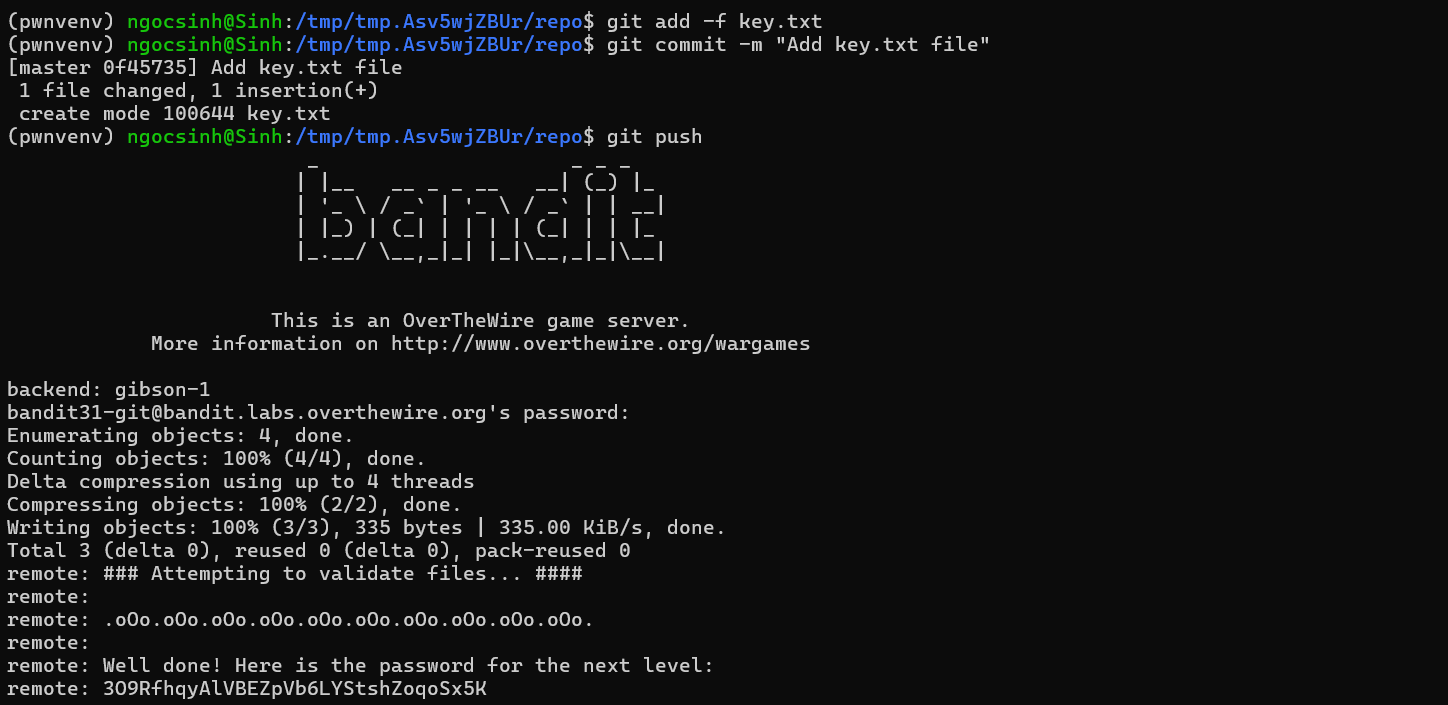 (pwnvenv) ngocsinh@Sinh:/tmp/tmp.Asv5wjZBUr/repo$ git add -f key.txt
(pwnvenv) ngocsinh@Sinh:/tmp/tmp.Asv5wjZBUr/repo$ git commit -m "Add key.txt file"
[master 0f45735] Add key.txt file
 1 file changed, 1 insertion(+)
 create mode 100644 key.txt
(pwnvenv) ngocsinh@Sinh:/tmp/tmp.Asv5wjZBUr/repo$ git push
                         _                     _ _ _
                        | |__   __ _ _ __   __| (_) |_
                        | '_ \ / _` | '_ \ / _` | | __|
                        | |_) | (_| | | | | (_| | | |_
                        |_.__/ \__,_|_| |_|\__,_|_|\__|
                      This is an OverTheWire game server.
            More information on http://www.overthewire.org/wargames
backend: gibson-1
bandit31-git@bandit.labs.overthewire.org's password:
Enumerating objects: 4, done.
Counting objects: 100% (4/4), done.
Delta compression using up to 4 threads
Compressing objects: 100% (2/2), done.
Writing objects: 100% (3/3), 335 bytes | 335.00 KiB/s, done.
Total 3 (delta 0), reused 0 (delta 0), pack-reused 0
remote: ### Attempting to validate files... ####
remote:
remote: .oOo.oOo.oOo.oOo.oOo.oOo.oOo.oOo.oOo.oOo.
remote:
remote: Well done! Here is the password for the next level:
remote: 3O9RfhqyAlVBEZpVb6LYStshZoqoSx5K